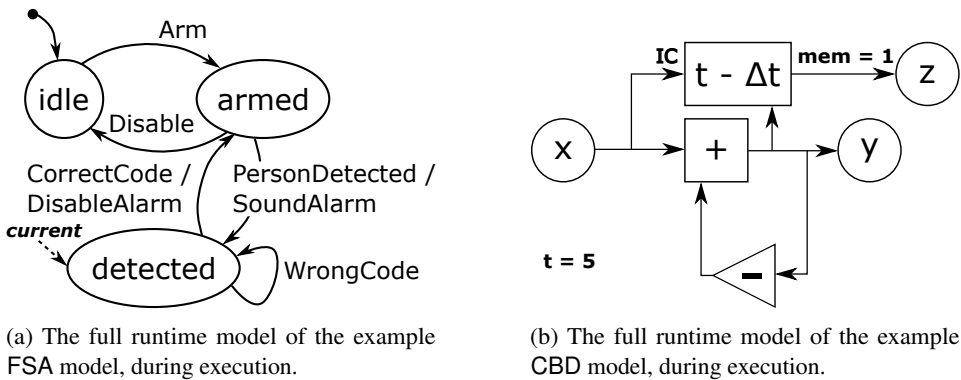 Arm
idle
armed
Disable
CorrectCode /
DisableAlarm
PersonDetected /
SoundAlarm
current
detected
WrongCode
(a) The full runtime model of the example
FSA model, during execution.
IC
t - Δt
mem = 1
z
x
+
y
t = 5
-
(b) The full runtime model of the example
CBD model, during execution.